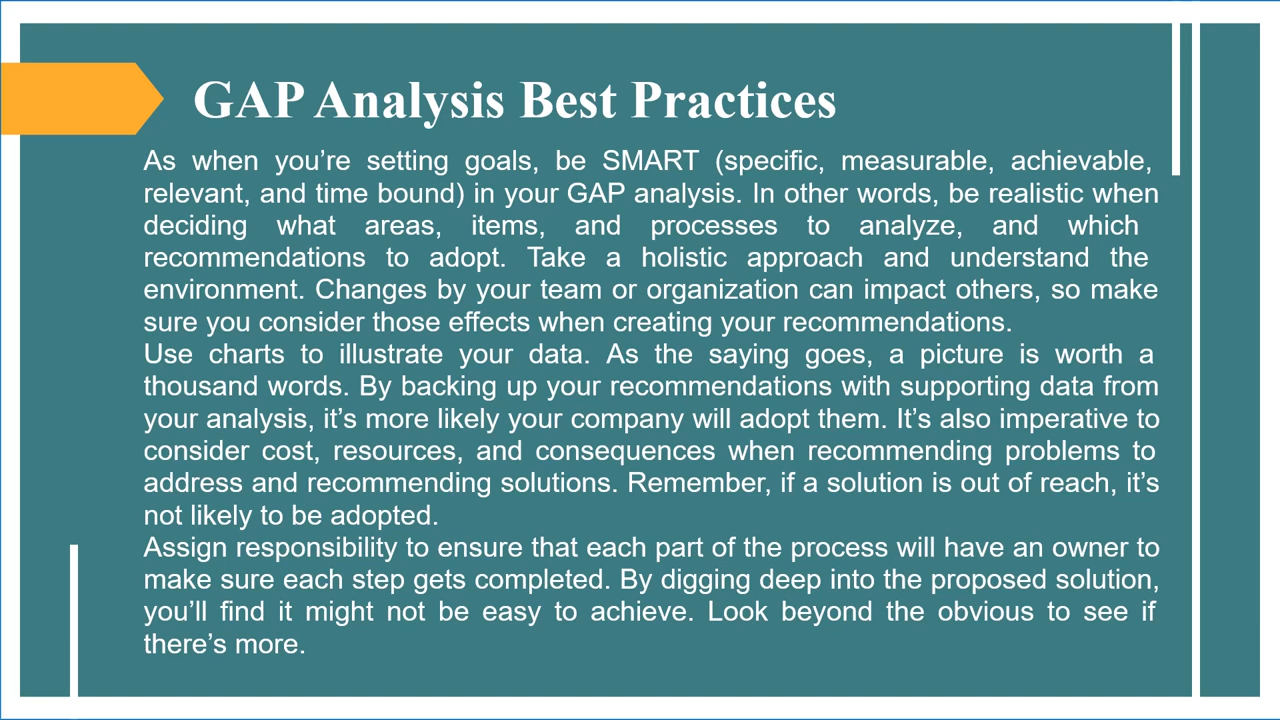 GAP Analysis Best Practices
As when you’re setting goals, be SMART (specific, measurable, achievable,
relevant, and time bound) in your GAP analysis. In other words, be realistic when
deciding what areas, items, and processes to analyze, and which
recommendations to adopt. Take a holistic approach and understand the
environment. Changes by your team or organization can impact others, so make
sure you consider those effects when creating your recommendations.
Use charts to illustrate your data. As the saying goes, a picture is worth a
thousand words. By backing up your recommendations with supporting data from
your analysis, it’s more likely your company will adopt them. It’s also imperative to
consider cost, resources, and consequences when recommending problems to
address and recommending solutions. Remember, if a solution is out of reach, it’s
not likely to be adopted.
Assign responsibility to ensure that each part of the process will have an owner to
make sure each step gets completed. By digging deep into the proposed solution,
you’ll find it might not be easy to achieve. Look beyond the obvious to see if
there’s more.